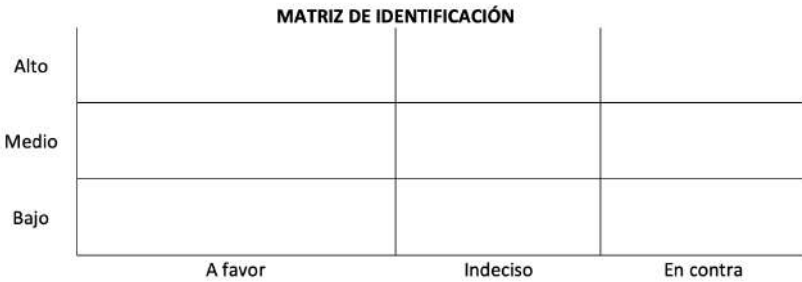 MATRIZ DE IDENTIFICACIÓN
Alto
Medio
Bajo
A favor Indeciso En contra